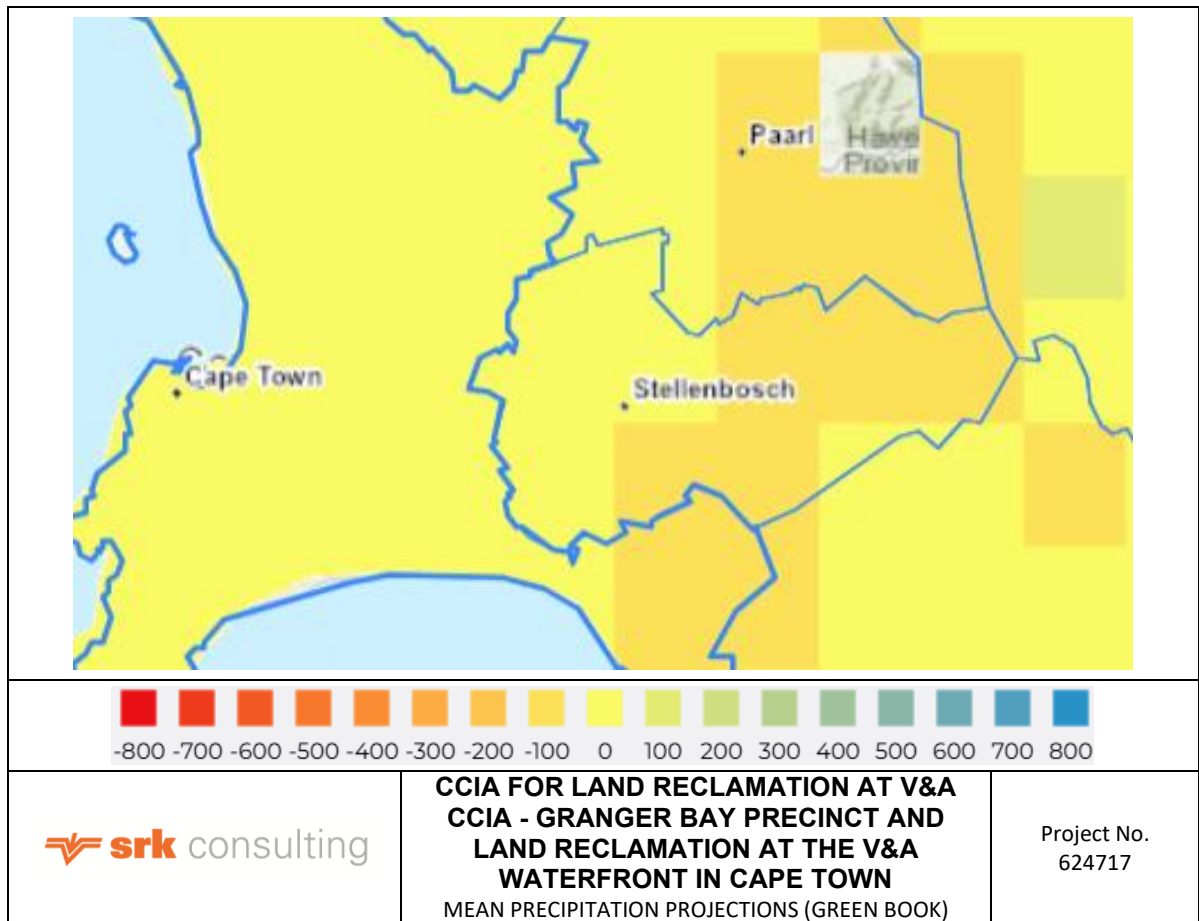 Paarl
Hawe
Provir
Cape Town
Stellenbosch
-800 -700 -600 -500 -400 -300 -200 -100 0 100 200 300 400 500 600 700 800
srk consulting
CCIA FOR LAND RECLAMATION AT V&A
CCIA - GRANGER BAY PRECINCT AND
LAND RECLAMATION AT THE V&A
WATERFRONT IN CAPE TOWN
MEAN PRECIPITATION PROJECTIONS (GREEN BOOK)
Project No.
624717